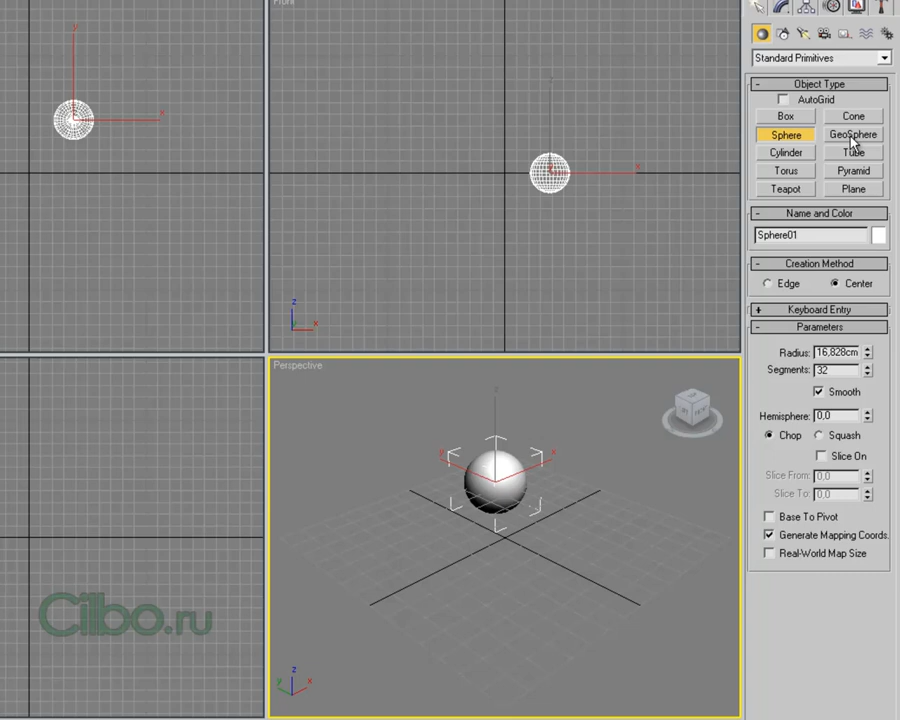 Front
y
x
x
z
x
Perspective
z
y
x
z
y
x
Cilbo.ru
Standard Primitives
- Object Type
AutoGrid
Box Cone
Sphere GeoSphere
Cylinder Tube
Torus Pyramid
Teapot Plane
- Name and Color
Sphere01
- Creation Method
Edge Center
+ Keyboard Entry
- Parameters
Radius: 16,828cm
Segments: 32
Smooth
Hemisphere: 0,0
Chop Squash
Slice On
Slice From: 0,0
Slice To: 0,0
Base To Pivot
Generate Mapping Coords.
Real-World Map Size